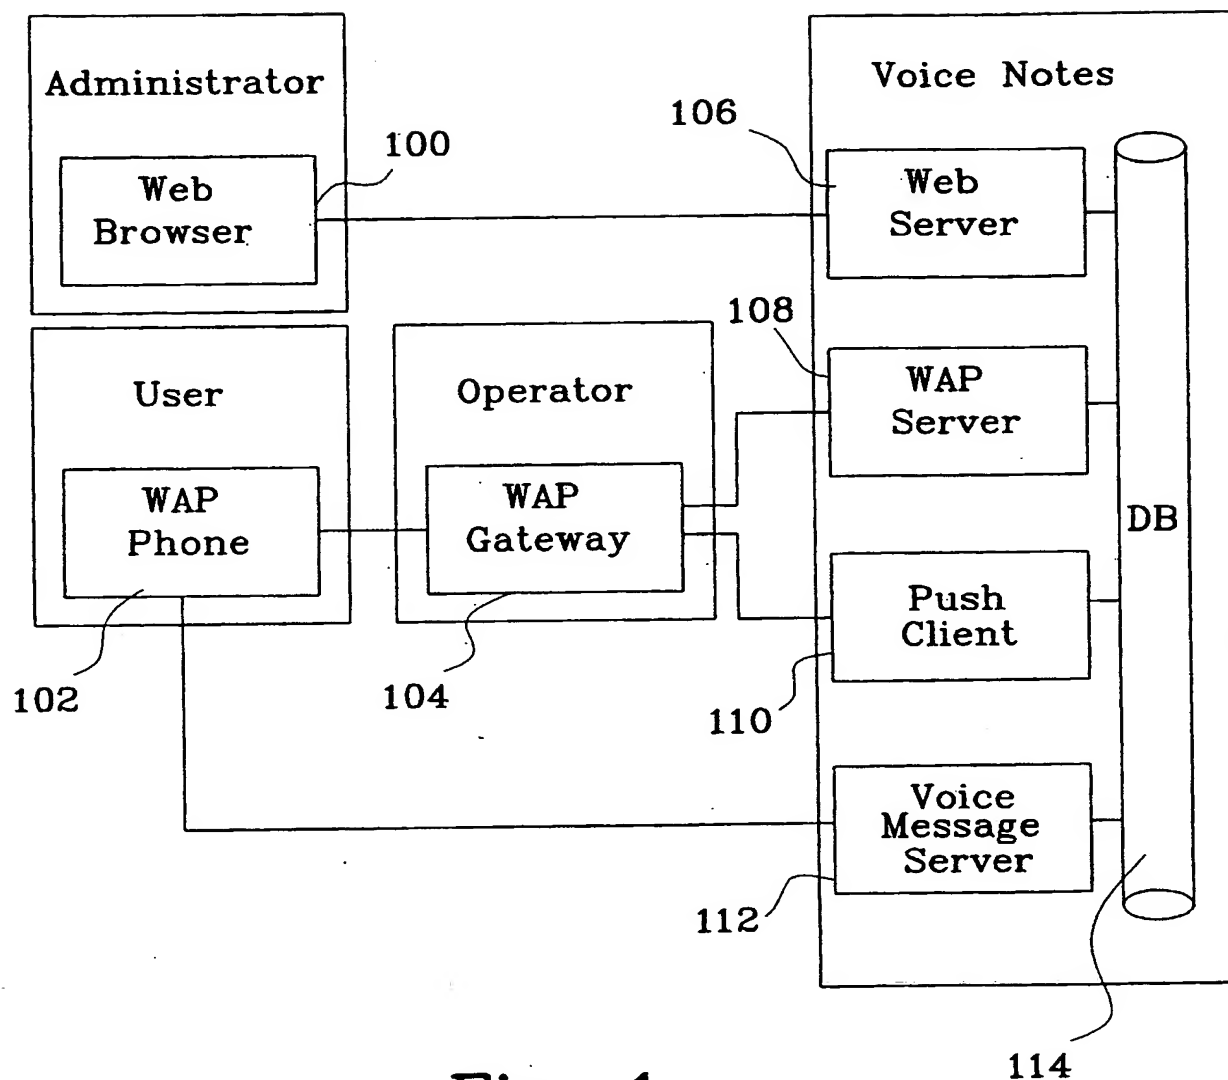 Administrator
Web
Browser
100
Voice Notes
106
Web
Server
108
User
WAP
Phone
102
Operator
WAP
Gateway
104
WAP
Server
DB
Push
Client
110
Voice
Message
Server
112
114